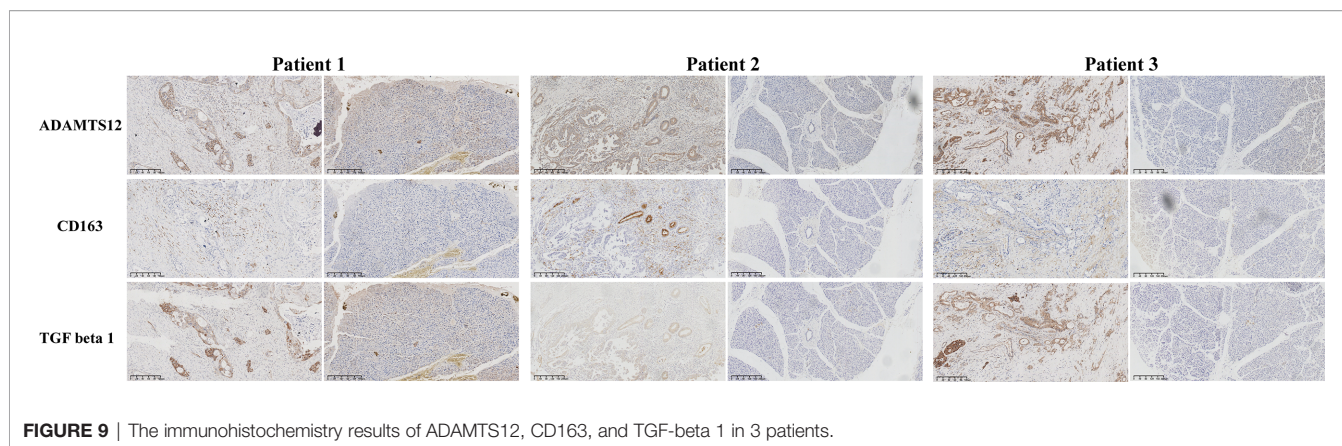 Patient 1
Patient 2
Patient 3
ADAMTS12
CD163
TGF beta 1
FIGURE 9 | The immunohistochemistry results of ADAMTS12, CD163, and TGF-beta 1 in 3 patients.